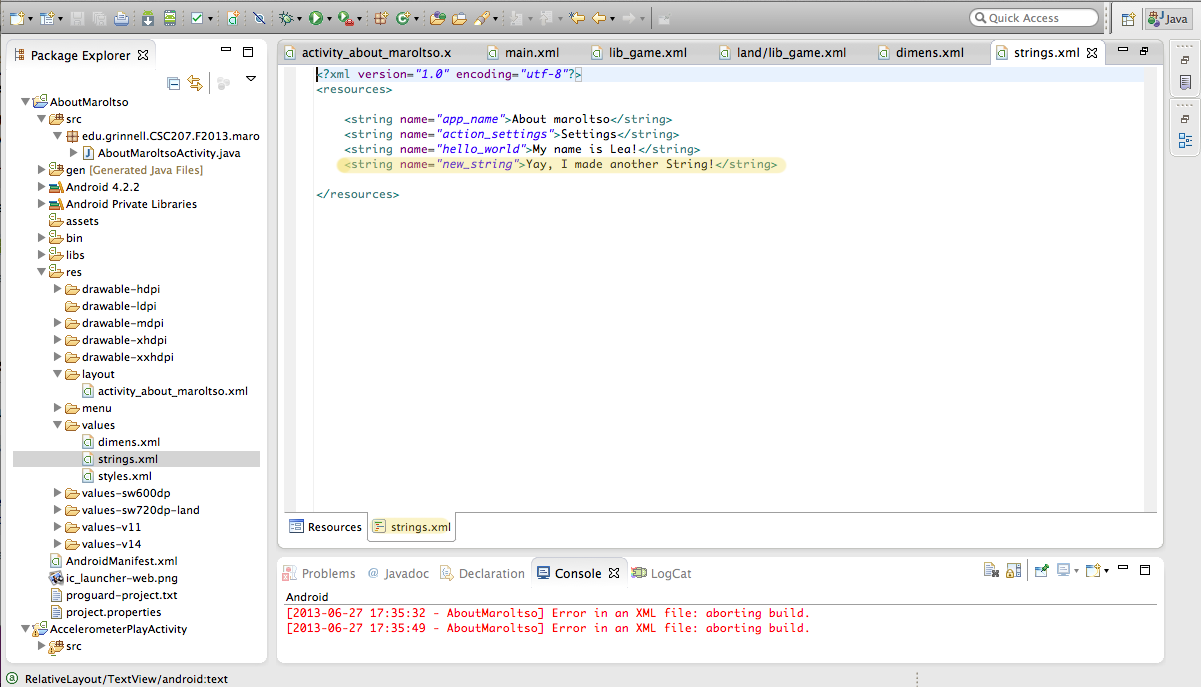 Quick Access
Java
Package Explorer
AboutMaroltso
src
edu.grinnell.CSC207.F2013.maro
AboutMaroltsoActivity.java
gen [Generated Java Files]
Android 4.2.2
Android Private Libraries
assets
bin
libs
res
drawable-hdpi
drawable-ldpi
drawable-mdpi
drawable-xhdpi
drawable-xxhdpi
layout
activity_about_maroltso.xml
menu
values
dimens.xml
strings.xml
styles.xml
values-sw600dp
values-sw720dp-land
values-v11
values-v14
AndroidManifest.xml
ic_launcher-web.png
proguard-project.txt
project.properties
AccelerometerPlayActivity
src
activity_about_maroltso.x main.xml lib_game.xml land/lib_game.xml dimens.xml strings.xml
<?xml version="1.0" encoding="utf-8"?>
<resources>
<string name="app_name">About maroltso</string>
<string name="action_settings">Settings</string>
<string name="hello_world">My name is Lea!</string>
<string name="new_string">Yay, I made another String!</string>
</resources>
Resources strings.xml
Problems @ Javadoc Declaration Console LogCat
Android
[2013-06-27 17:35:32 - AboutMaroltso] Error in an XML file: aborting build.
[2013-06-27 17:35:49 - AboutMaroltso] Error in an XML file: aborting build.
RelativeLayout/TextView/android:text